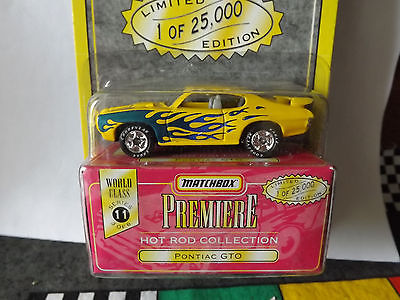 LIMITED
1 OF 25,000
EDITION
WORLD
CLASS
SERIES
11
MATCHBOX
LIMITED
1 OF 25,000
EDITION
PREMIERE
HOT ROD COLLECTION
PONTIAC GTO